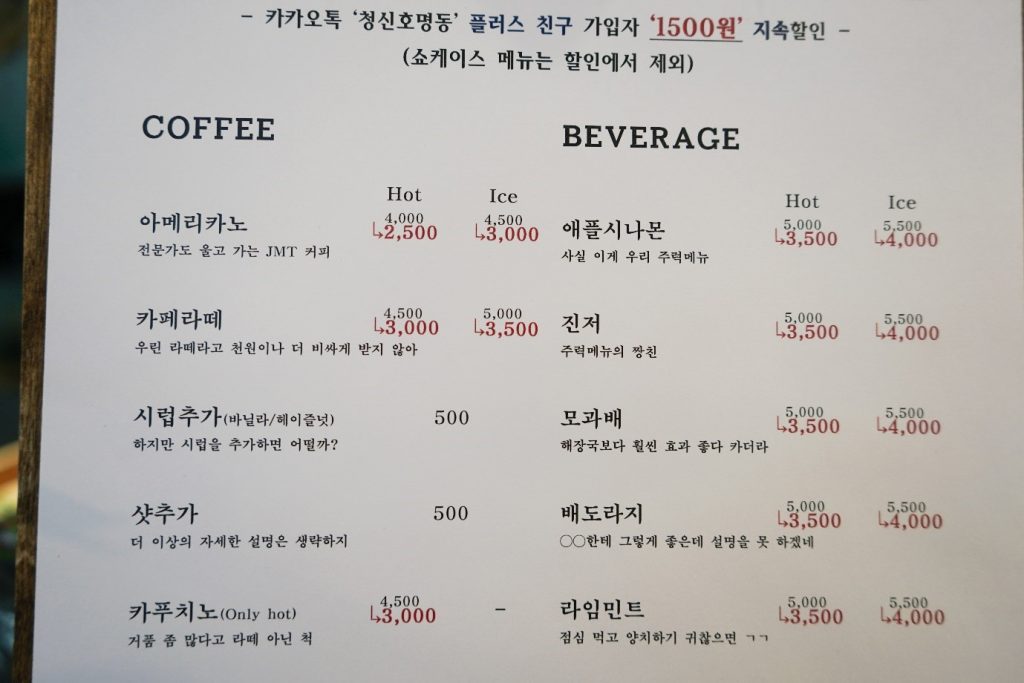 - 카카오톡 '청신호명동' 플러스 친구 가입자 '1500원' 지속할인 -
(쇼케이스 메뉴는 할인에서 제외)
COFFEE
Hot Ice
아메리카노 4,000 4,500
↳2,500 ↳3,000
전문가도 울고 가는 JMT 커피
카페라떼 4,500 5,000
↳3,000 ↳3,500
우린 라떼라고 천원이나 더 비싸게 받지 않아
시럽추가(바닐라/헤이즐넛) 500
하지만 시럽을 추가하면 어떨까?
샷추가 500
더 이상의 자세한 설명은 생략하지
카푸치노(Only hot) 4,500 -
↳3,000
거품 좀 많다고 라떼 아닌 척
BEVERAGE
Hot Ice
애플시나몬 5,000 5,500
↳3,500 ↳4,000
사실 이게 우리 주력메뉴
진저 5,000 5,500
↳3,500 ↳4,000
주력메뉴의 짱친
모과배 5,000 5,500
↳3,500 ↳4,000
해장국보다 훨씬 효과 좋다 카더라
배도라지 5,000 5,500
↳3,500 ↳4,000
○○한테 그렇게 좋은데 설명을 못 하겠네
라임민트 5,000 5,500
↳3,500 ↳4,000
점심 먹고 양치하기 귀찮으면 ㄱㄱ